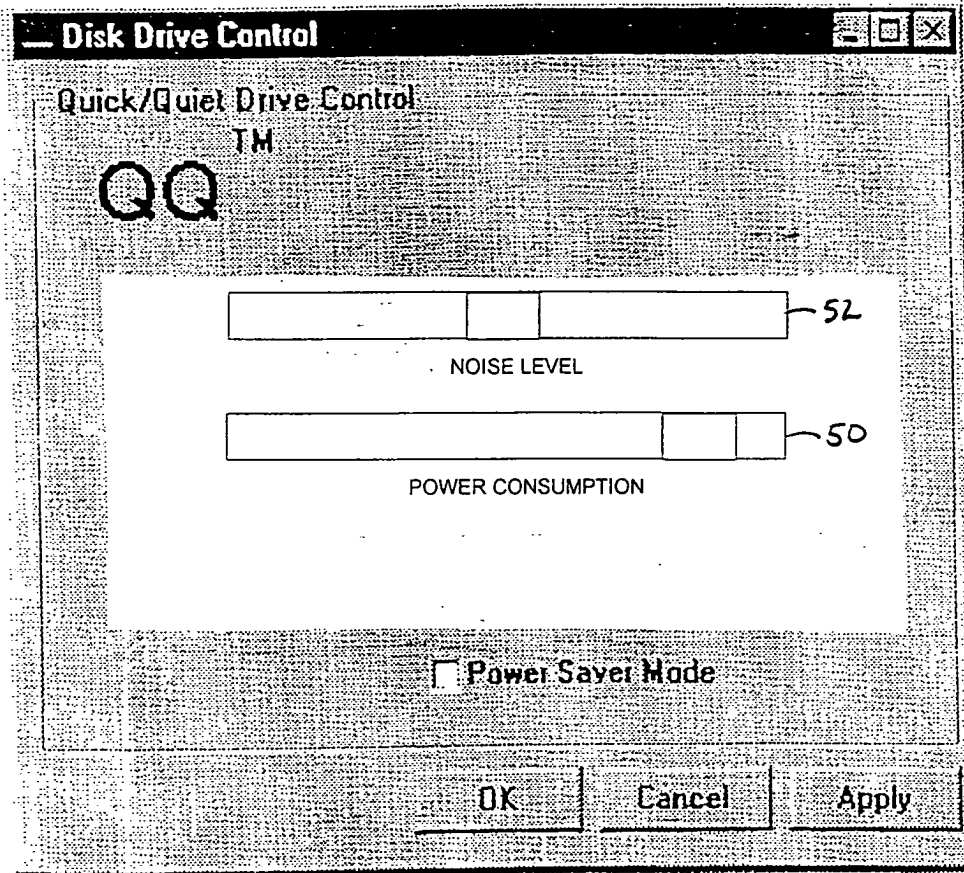 Disk Drive Control
Quick/Quiet Drive Control
TM
QQ
52
NOISE LEVEL
50
POWER CONSUMPTION
Power Saver Mode
OK
Cancel
Apply